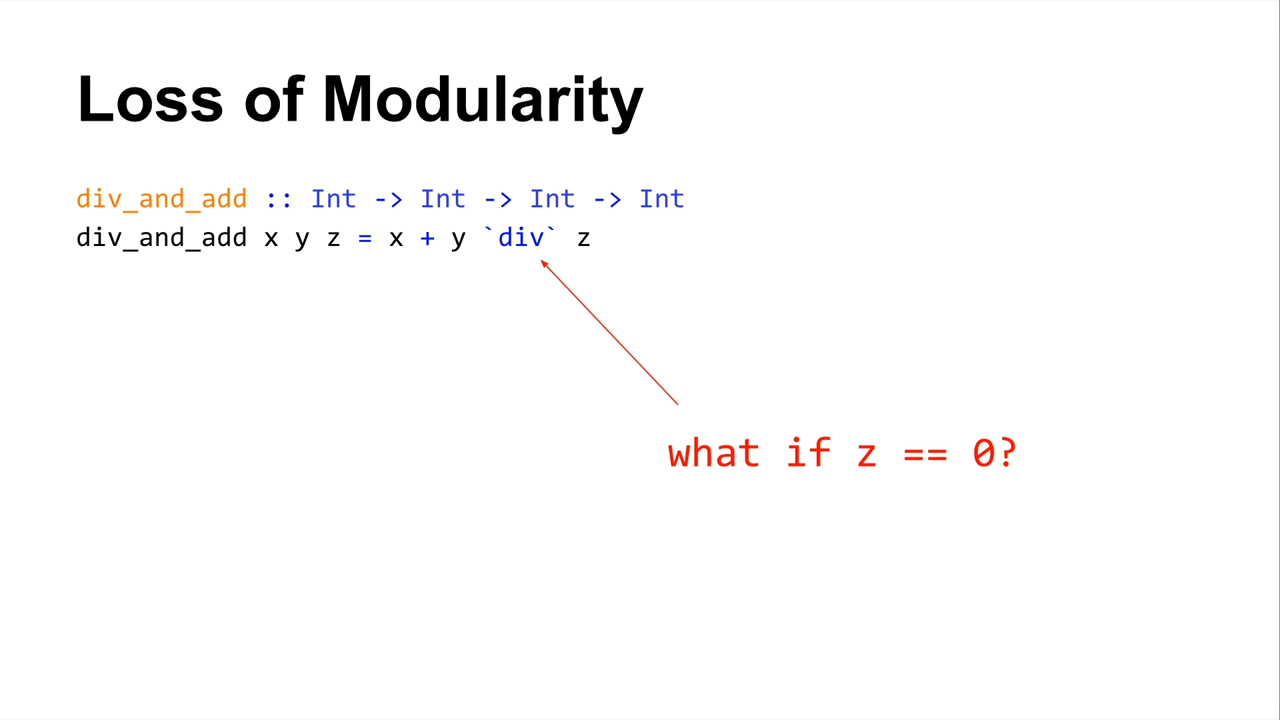 Loss of Modularity
div_and_add :: Int -> Int -> Int -> Int
div_and_add x y z = x + y `div` z
what if z == 0?